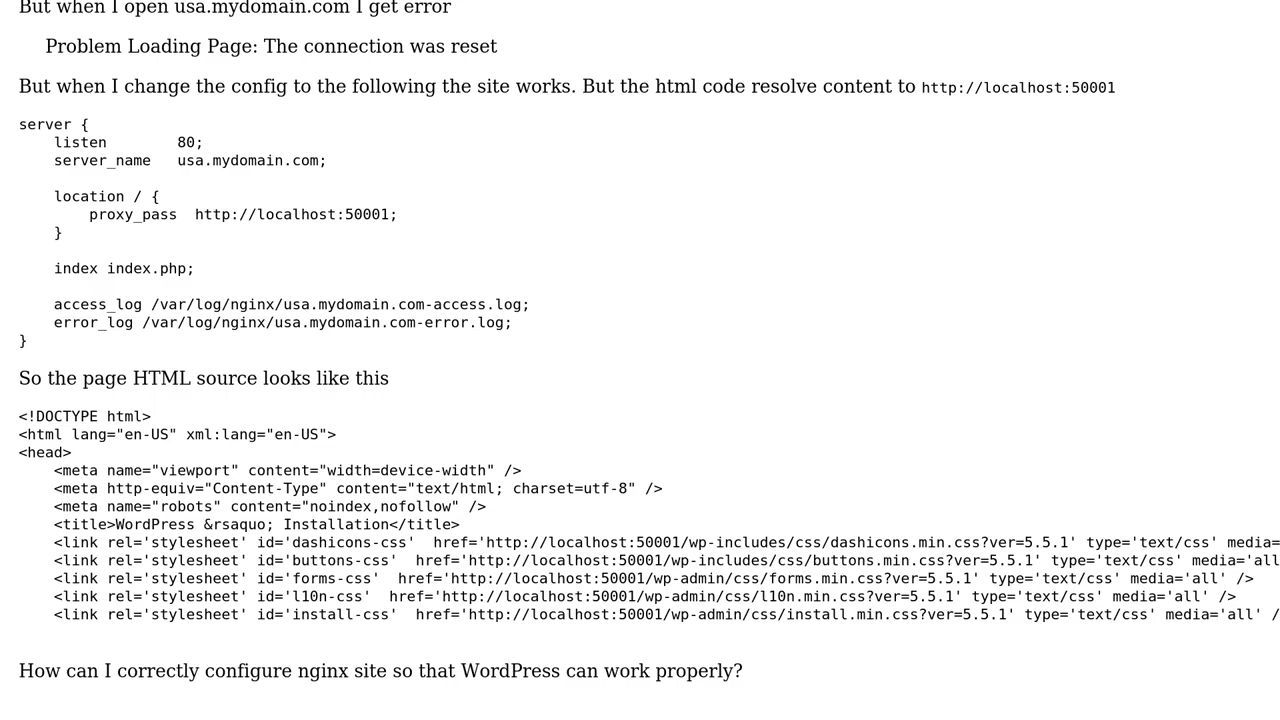 But when I open usa.mydomain.com I get error
Problem Loading Page: The connection was reset
But when I change the config to the following the site works. But the html code resolve content to http://localhost:50001
server {
    listen        80;
    server_name   usa.mydomain.com;
    location / {
        proxy_pass  http://localhost:50001;
    }
    index index.php;
    access_log /var/log/nginx/usa.mydomain.com-access.log;
    error_log /var/log/nginx/usa.mydomain.com-error.log;
}
So the page HTML source looks like this
<!DOCTYPE html>
<html lang="en-US" xml:lang="en-US">
<head>
    <meta name="viewport" content="width=device-width" />
    <meta http-equiv="Content-Type" content="text/html; charset=utf-8" />
    <meta name="robots" content="noindex,nofollow" />
    <title>WordPress &rsaquo; Installation</title>
    <link rel='stylesheet' id='dashicons-css'  href='http://localhost:50001/wp-includes/css/dashicons.min.css?ver=5.5.1' type='text/css' media=
    <link rel='stylesheet' id='buttons-css'  href='http://localhost:50001/wp-includes/css/buttons.min.css?ver=5.5.1' type='text/css' media='all
    <link rel='stylesheet' id='forms-css'  href='http://localhost:50001/wp-admin/css/forms.min.css?ver=5.5.1' type='text/css' media='all' />
    <link rel='stylesheet' id='l10n-css'  href='http://localhost:50001/wp-admin/css/l10n.min.css?ver=5.5.1' type='text/css' media='all' />
    <link rel='stylesheet' id='install-css'  href='http://localhost:50001/wp-admin/css/install.min.css?ver=5.5.1' type='text/css' media='all' /
How can I correctly configure nginx site so that WordPress can work properly?